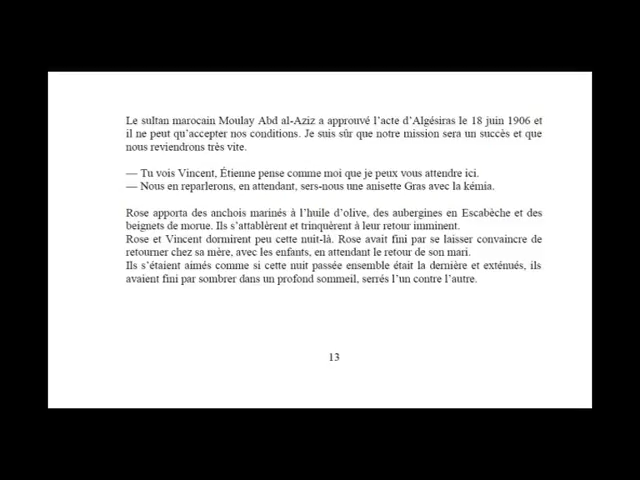 Le sultan marocain Moulay Abd al-Aziz a approuvé l’acte d’Algésiras le 18 juin 1906 et
il ne peut qu’accepter nos conditions. Je suis sûr que notre mission sera un succès et que
nous reviendrons très vite.
— Tu vois Vincent, Étienne pense comme moi que je peux vous attendre ici.
— Nous en reparlerons, en attendant, sers-nous une anisette Gras avec la kémia.
Rose apporta des anchois marinés à l’huile d’olive, des aubergines en Escabèche et des
beignets de morue. Ils s’attablèrent et trinquèrent à leur retour imminent.
Rose et Vincent dormirent peu cette nuit-là. Rose avait fini par se laisser convaincre de
retourner chez sa mère, avec les enfants, en attendant le retour de son mari.
Ils s’étaient aimés comme si cette nuit passée ensemble était la dernière et exténués, ils
avaient fini par sombrer dans un profond sommeil, serrés l’un contre l’autre.
13